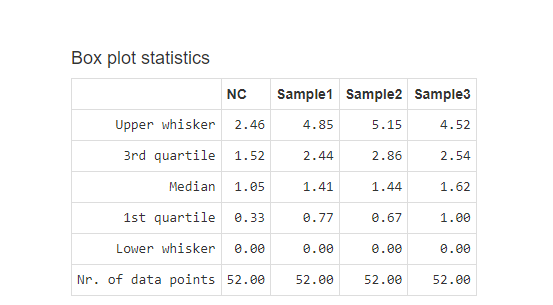 Box plot statistics
NC Sample1 Sample2 Sample3
Upper whisker 2.46 4.85 5.15 4.52
3rd quartile 1.52 2.44 2.86 2.54
Median 1.05 1.41 1.44 1.62
1st quartile 0.33 0.77 0.67 1.00
Lower whisker 0.00 0.00 0.00 0.00
Nr. of data points 52.00 52.00 52.00 52.00